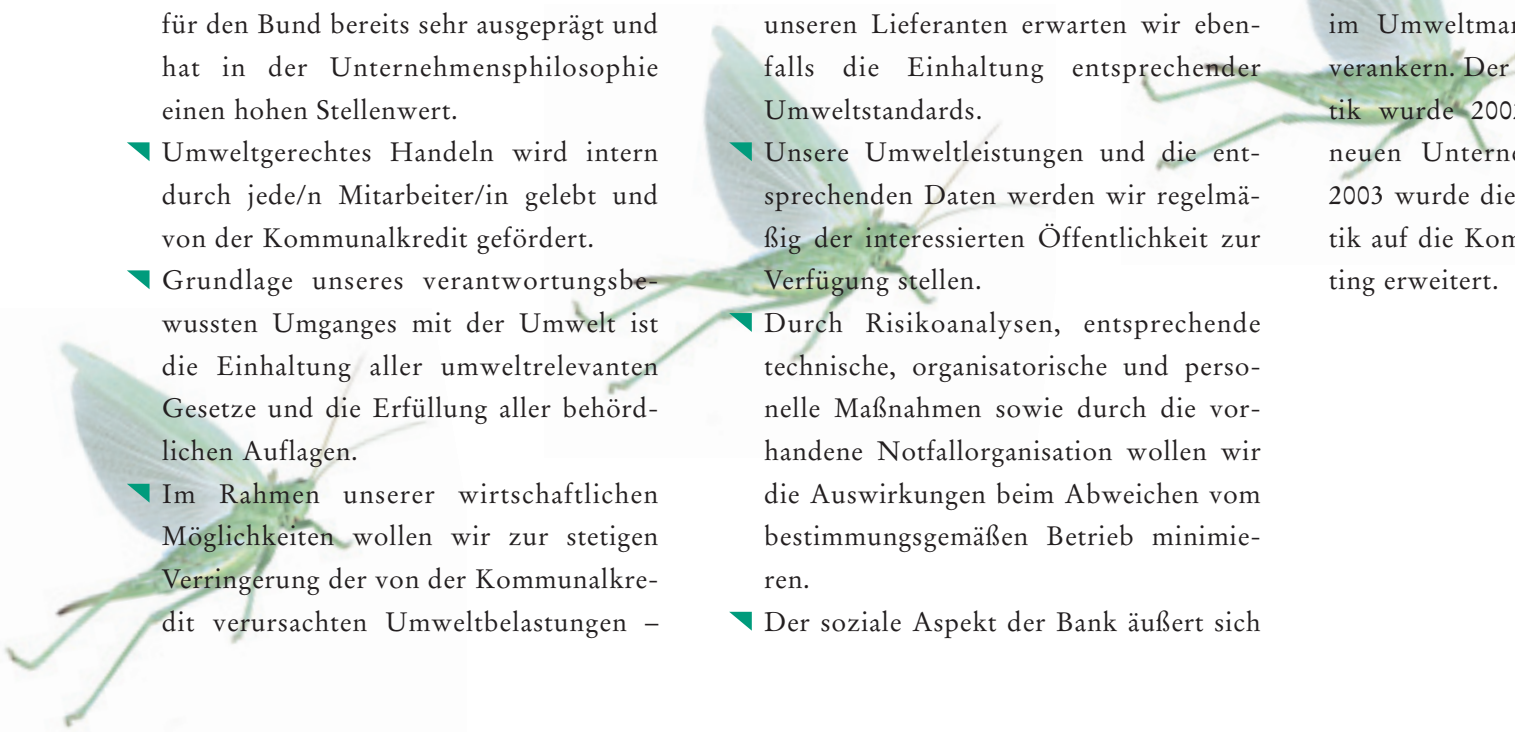 für den Bund bereits sehr ausgeprägt und
hat in der Unternehmensphilosophie
einen hohen Stellenwert.
Umweltgerechtes Handeln wird intern
durch jede/n Mitarbeiter/in gelebt und
von der Kommunalkredit gefördert.
Grundlage unseres verantwortungsbe-
wussten Umganges mit der Umwelt ist
die Einhaltung aller umweltrelevanten
Gesetze und die Erfüllung aller behörd-
lichen Auflagen.
Im Rahmen unserer wirtschaftlichen
Möglichkeiten wollen wir zur stetigen
Verringerung der von der Kommunalkre-
dit verursachten Umweltbelastungen –
unseren Lieferanten erwarten wir eben-
falls die Einhaltung entsprechender
Umweltstandards.
Unsere Umweltleistungen und die ent-
sprechenden Daten werden wir regelmä-
ßig der interessierten Öffentlichkeit zur
Verfügung stellen.
Durch Risikoanalysen, entsprechende
technische, organisatorische und perso-
nelle Maßnahmen sowie durch die vor-
handene Notfallorganisation wollen wir
die Auswirkungen beim Abweichen vom
bestimmungsgemäßen Betrieb minimie-
ren.
Der soziale Aspekt der Bank äußert sich
im
verankern. Der
tik wurde
neuen
2003 wurde die
tik auf die
ting erweitert.